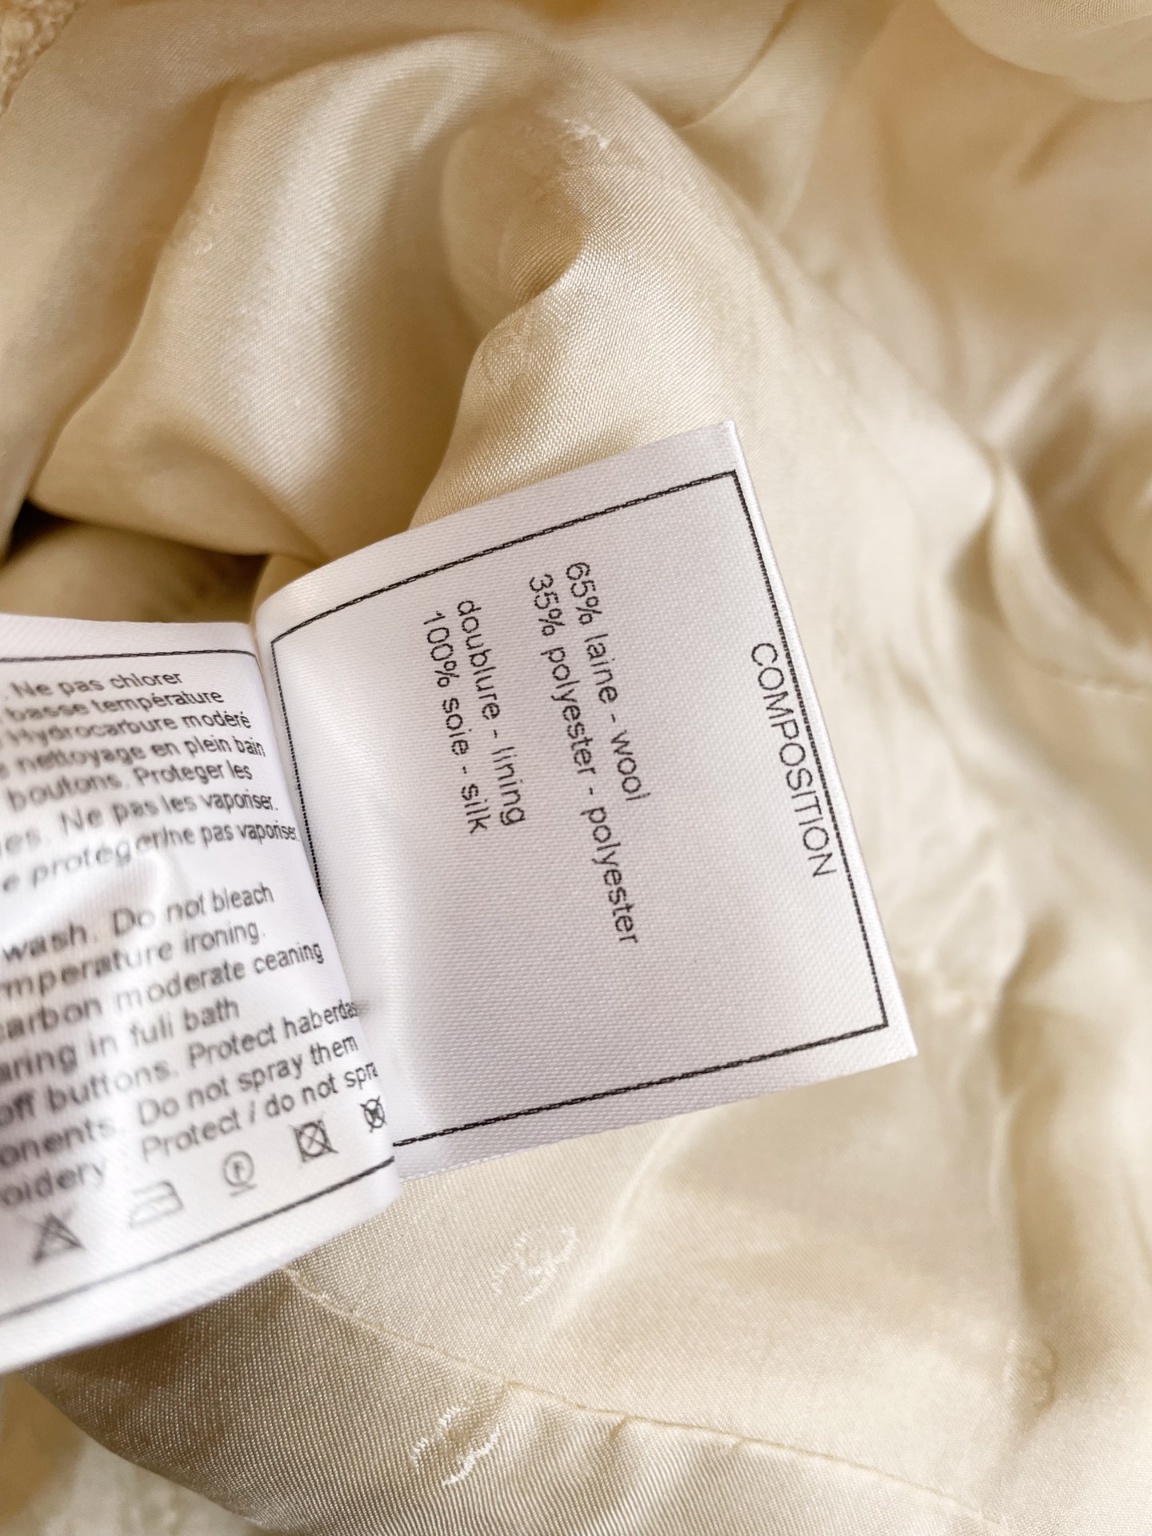 . Ne pas chlorer
basse température
Hydrocarbure modéré
nettoyage en plein bain
boutons. Proteger les
es. Ne pas les vaporiser.
e protéger/ne pas vaporiser
wash. Do not bleach
mperature ironing.
carbon moderate ceaning
aring in full bath
off buttons. Protect haberdas
onents. Do not spray them
oidery Protect / do not spra
COMPOSITION
65% laine - wool
35% polyester - polyester
doublure - lining
100% soie - silk